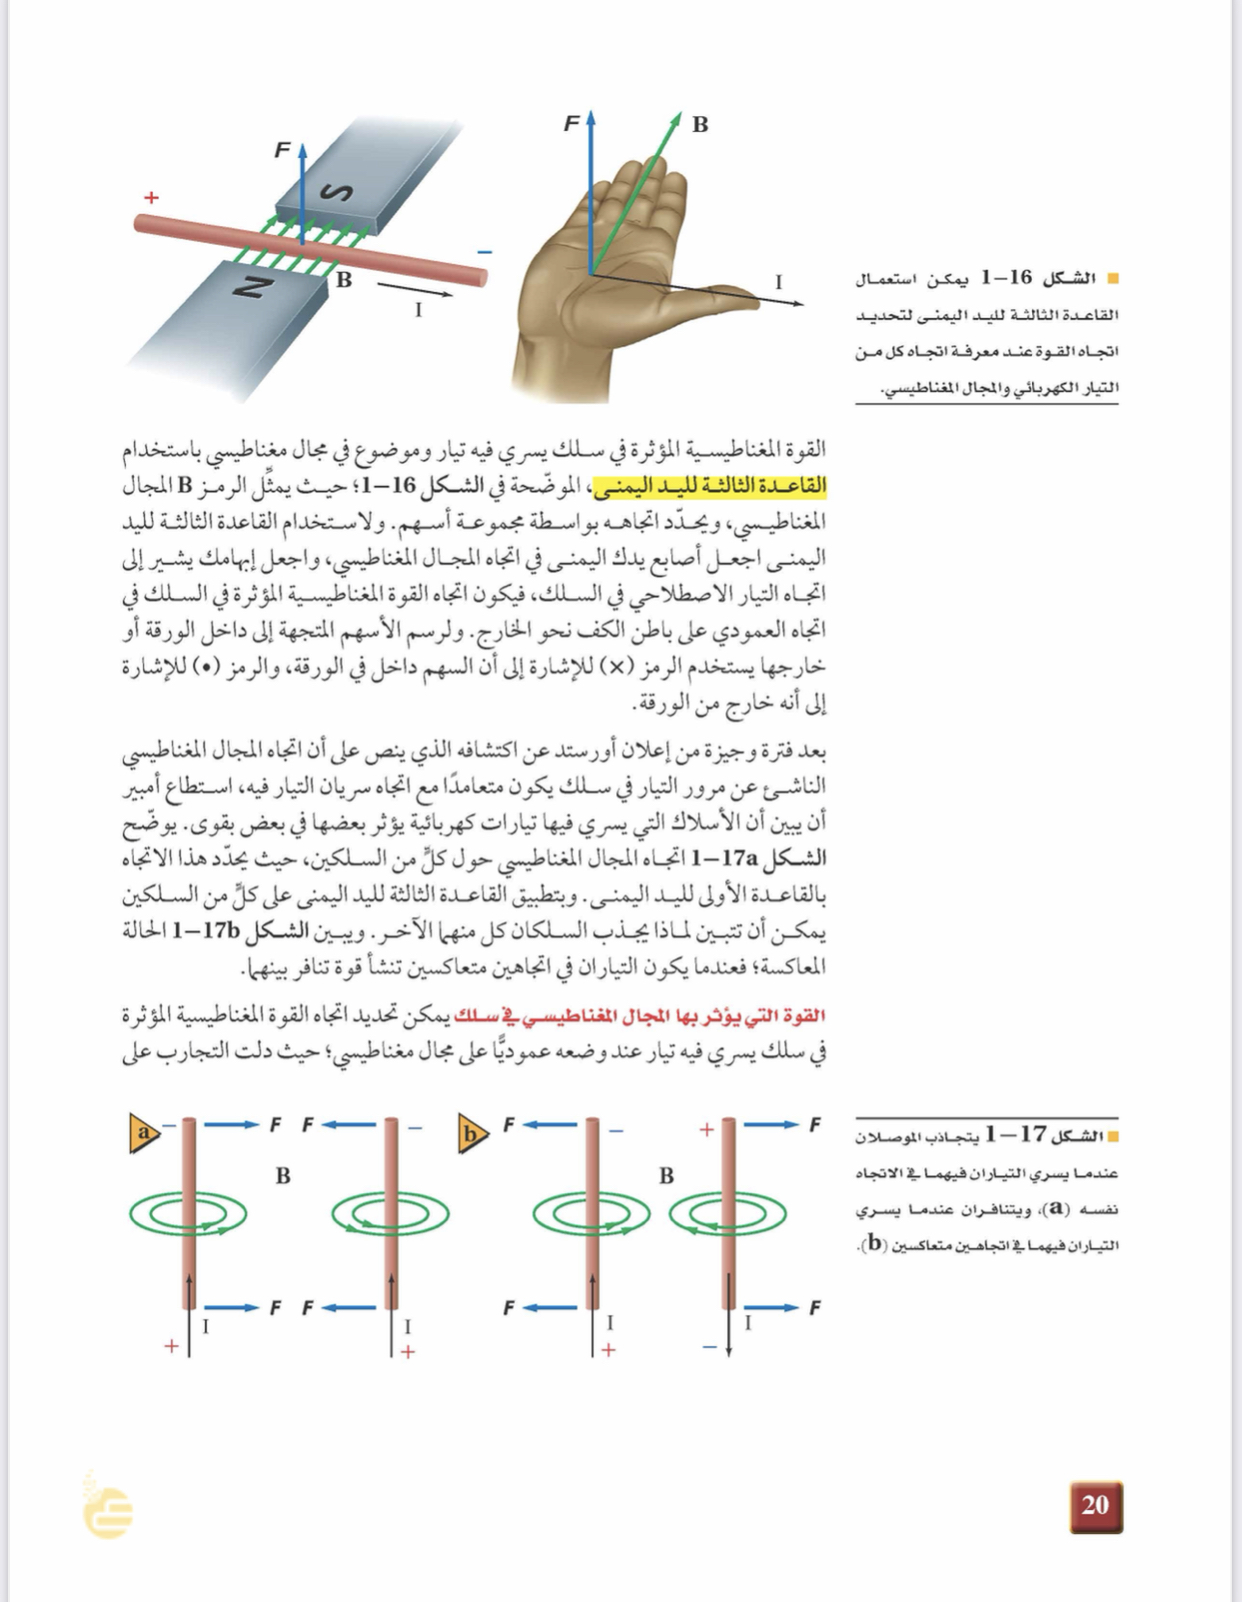 F
S
+
−
N
B
I
F
B
I
الشكل 16–1 يمكن استعمال
القاعدة الثالثة لليد اليمنى لتحديد
اتجاه القوة عند معرفة اتجاه كل من
التيار الكهربائي والمجال المغناطيسي.
القوة المغناطيسية المؤثرة في سلك يسري فيه تيار وموضوع في مجال مغناطيسي باستخدام
القاعدة الثالثة لليد اليمنى، الموضّحة في الشكل 16–1؛ حيث يمثِّل الرمز B المجال
المغناطيسي، ويحدّد اتجاهه بواسطة مجموعة أسهم. ولاستخدام القاعدة الثالثة لليد
اليمنى اجعل أصابع يدك اليمنى في اتجاه المجال المغناطيسي، واجعل إبهامك يشير إلى
اتجاه التيار الاصطلاحي في السلك، فيكون اتجاه القوة المغناطيسية المؤثرة في السلك في
اتجاه العمودي على باطن الكف نحو الخارج. ولرسم الأسهم المتجهة إلى داخل الورقة أو
خارجها يستخدم الرمز (×) للإشارة إلى أن السهم داخل في الورقة، والرمز (•) للإشارة
إلى أنه خارج من الورقة.
بعد فترة وجيزة من إعلان أورستد عن اكتشافه الذي ينص على أن اتجاه المجال المغناطيسي
الناشئ عن مرور التيار في سلك يكون متعامدًا مع اتجاه سريان التيار فيه، استطاع أمبير
أن يبين أن الأسلاك التي يسري فيها تيارات كهربائية يؤثر بعضها في بعض بقوى. يوضّح
الشكل 17a–1 اتجاه المجال المغناطيسي حول كلٍّ من السلكين، حيث يحدّد هذا الاتجاه
بالقاعدة الأولى لليد اليمنى. وبتطبيق القاعدة الثالثة لليد اليمنى على كلٍّ من السلكين
يمكن أن تتبين لماذا يجذب السلكان كل منهما الآخر. ويبين الشكل 17b–1 الحالة
المعاكسة؛ فعندما يكون التياران في اتجاهين متعاكسين تنشأ قوة تنافر بينهما.
القوة التي يؤثر بها المجال المغناطيسي في سلك يمكن تحديد اتجاه القوة المغناطيسية المؤثرة
في سلك يسري فيه تيار عند وضعه عموديًّا على مجال مغناطيسي؛ حيث دلت التجارب على
الشكل 17–1 يتجاذب الموصلان
عندما يسري التياران فيهما في الاتجاه
نفسه (a)، ويتنافران عندما يسري
التياران فيهما في اتجاهين متعاكسين (b).
a − F F −
B
F F
I I
+ +
b F − + F
B
F F
I I
+ −
20